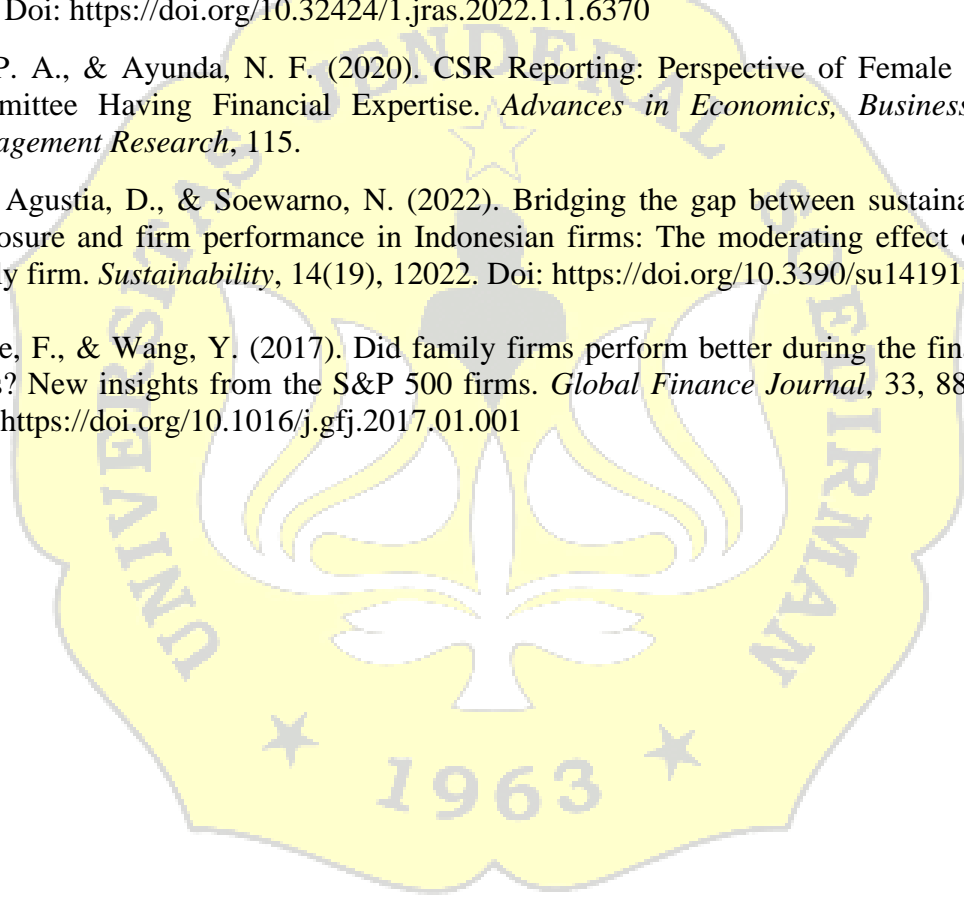 Doi: https://doi.org/10.32424/1.jras.2022.1.1.6370
P. A., & Ayunda, N. F. (2020). CSR Reporting: Perspective of Female
mittee Having Financial Expertise. Advances in Economics, Business
agement Research, 115.
Agustia, D., & Soewarno, N. (2022). Bridging the gap between sustaina
osure and firm performance in Indonesian firms: The moderating effect
y firm. Sustainability, 14(19), 12022. Doi: https://doi.org/10.3390/su14191
e, F., & Wang, Y. (2017). Did family firms perform better during the fina
s? New insights from the S&P 500 firms. Global Finance Journal, 33, 88
https://doi.org/10.1016/j.gfj.2017.01.001
UNIVERSITAS JENDERAL SOEDIRMAN
1963